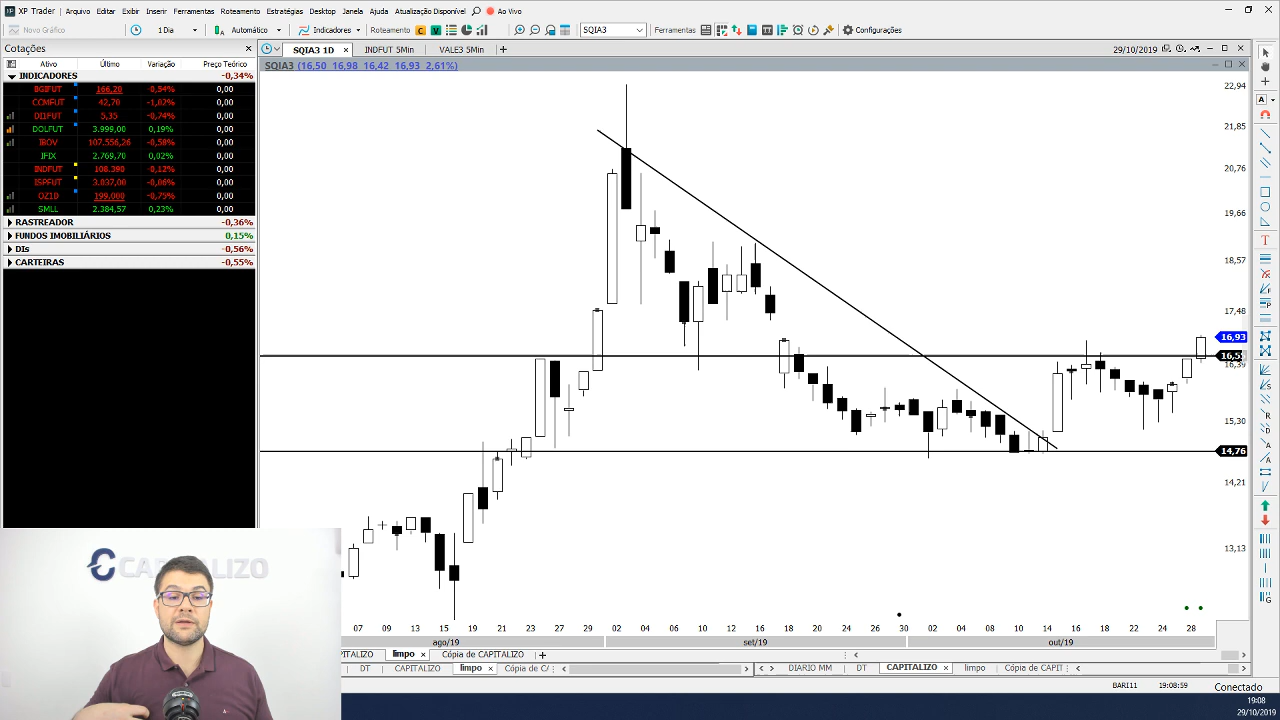 XP Trader Arquivo Editar Exibir Inserir Ferramentas Roteamento Estratégias Desktop Janela Ajuda Atualização Disponível Ao Vivo
Novo Gráfico 1 Dia Automático Indicadores Roteamento C V SQIA3 Ferramentas Configurações
Cotações
SQIA3 1D INDFUT 5Min VALE3 5Min 29/10/2019
Ativo Último Variação Preço Teórico
SQIA3 (16,50 16,98 16,42 16,93 2,61%)
INDICADORES -0,34%
BGIFUT 166,20 -0,54% 0,00
CCMFUT 42,70 -1,02% 0,00
DI1FUT 5,35 -0,74% 0,00
DOLFUT 3.999,00 0,19% 0,00
IBOV 107.556,26 -0,58% 0,00
IFIX 2.769,70 0,02% 0,00
INDFUT 108.390 -0,12% 0,00
ISPFUT 3.037,00 -0,06% 0,00
OZ1D 199,000 -0,75% 0,00
SMLL 2.384,57 0,23% 0,00
RASTREADOR -0,36%
FUNDOS IMOBILIÁRIOS 0,15%
DIs -0,56%
CARTEIRAS -0,55%
22,94
21,85
20,76
19,66
18,57
17,48
16,93
16,39
15,30
14,76
14,21
13,13
CAPITALIZO
07 09 13 15 19 21 23 27 29 02 04 06 10 12 16 18 20 24 26 30 02 04 08 10 14 16 18 22 24 28
ago/19 set/19 out/19
limpo Cópia de CAPITALIZO
DT CAPITALIZO limpo Cópia de C/ DIÁRIO MM DT CAPITALIZO limpo Cópia de CAPIT
BARI11 19:08:59 Conectado
19:08
29/10/2019